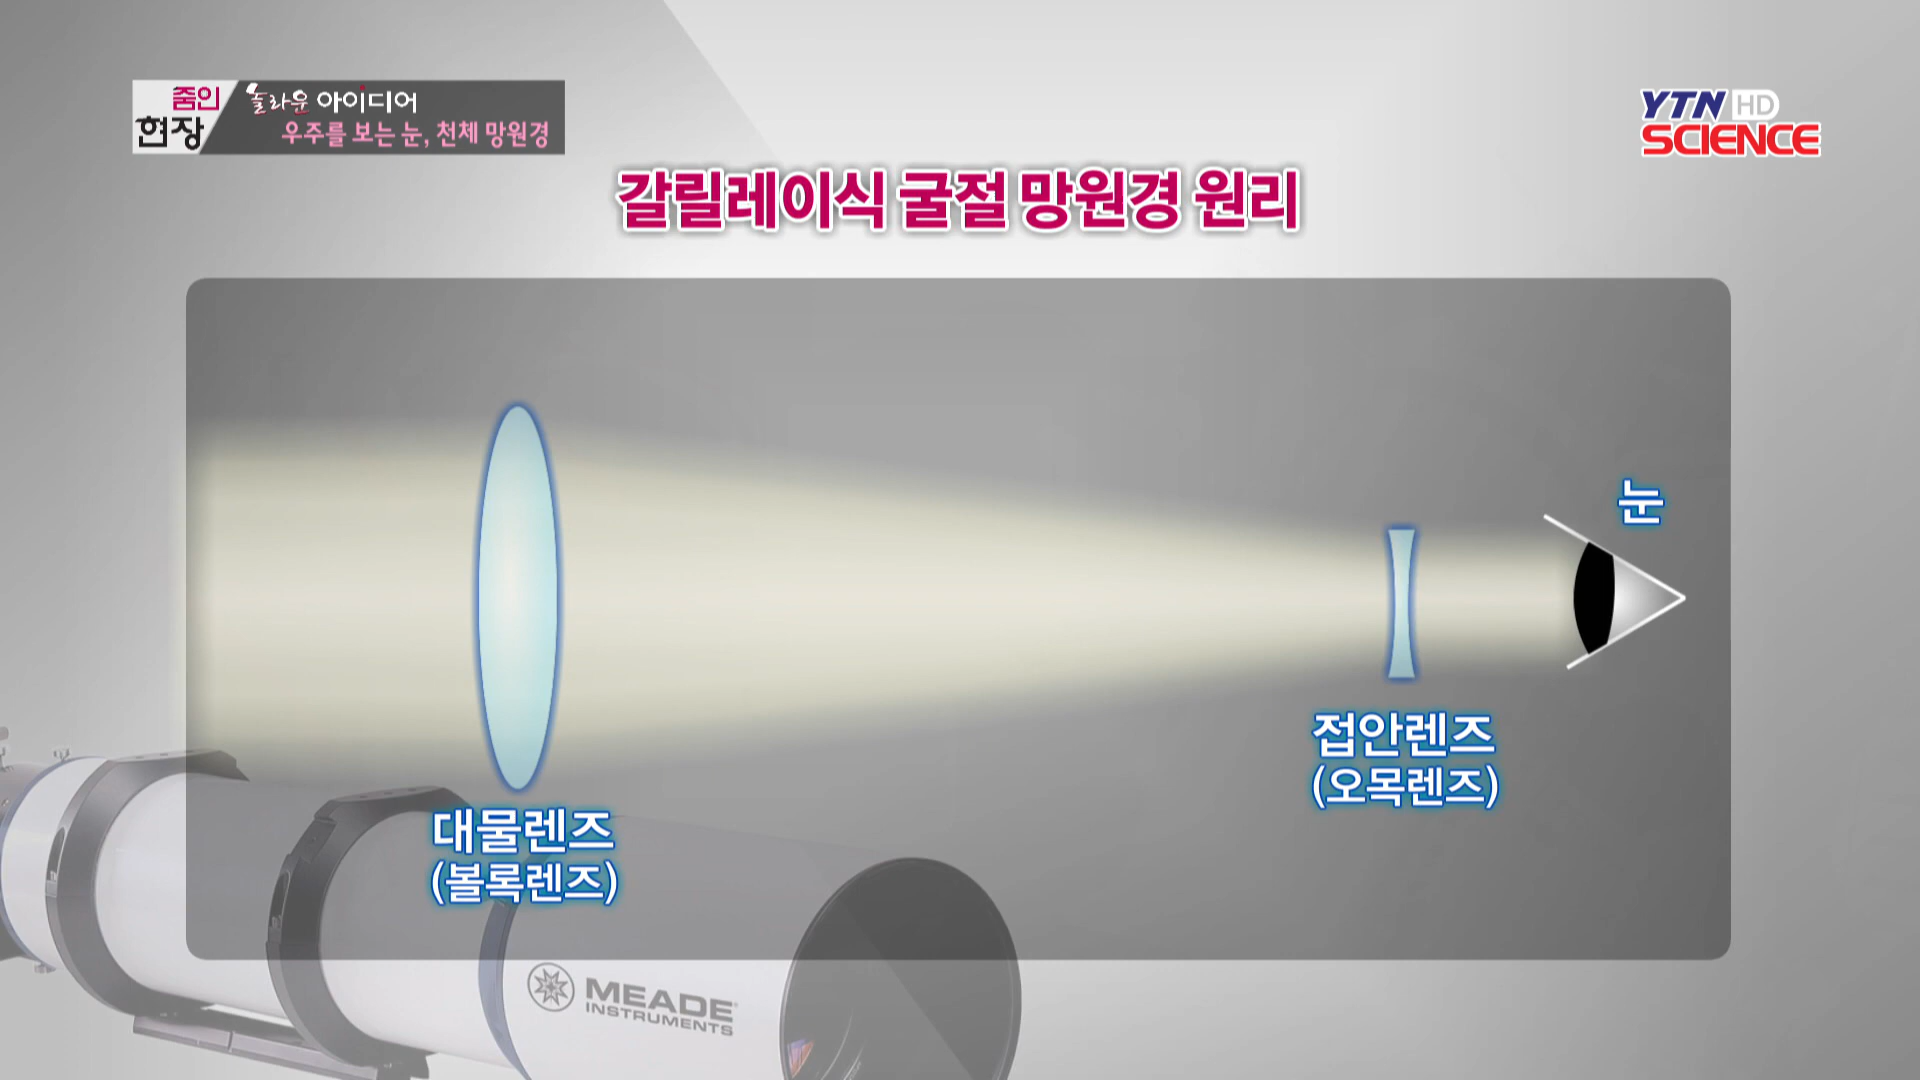 줌인
현장
놀라운 아이디어
우주를 보는 눈, 천체 망원경
YTN HD
SCIENCE
갈릴레이식 굴절 망원경 원리
눈
접안렌즈
(오목렌즈)
대물렌즈
(볼록렌즈)
MEADE
INSTRUMENTS